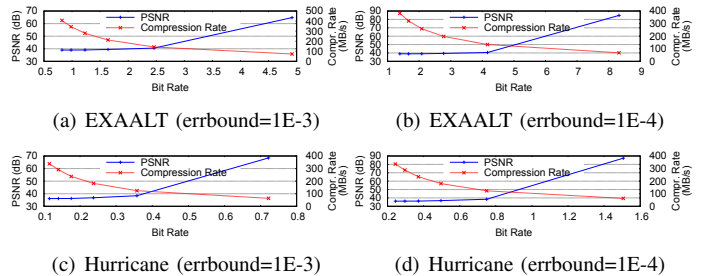 PSNR (dB)
70
60
50
40
30
PSNR
Compression Rate
500
400
300
200
100
0
Compr. Rate
(MB/s)
0.5 1 1.5 2 2.5 3 3.5 4 4.5 5
Bit Rate
(a) EXAALT (errbound=1E-3)
PSNR (dB)
90
80
70
60
50
40
30
PSNR
Compression Rate
400
300
200
100
0
Compr. Rate
(MB/s)
1 2 3 4 5 6 7 8 9
Bit Rate
(b) EXAALT (errbound=1E-4)
PSNR (dB)
70
60
50
40
30
PSNR
Compression Rate
400
300
200
100
0
Compr. Rate
MB/s)
0.1 0.2 0.3 0.4 0.5 0.6 0.7 0.8
Bit Rate
(c) Hurricane (errbound=1E-3)
PSNR (dB)
90
80
70
60
50
40
30
PSNR
Compression Rate
400
300
200
100
0
Compr. Rate
MB/s)
0.2 0.4 0.6 0.8 1 1.2 1.4 1.6
Bit Rate
(d) Hurricane (errbound=1E-4)